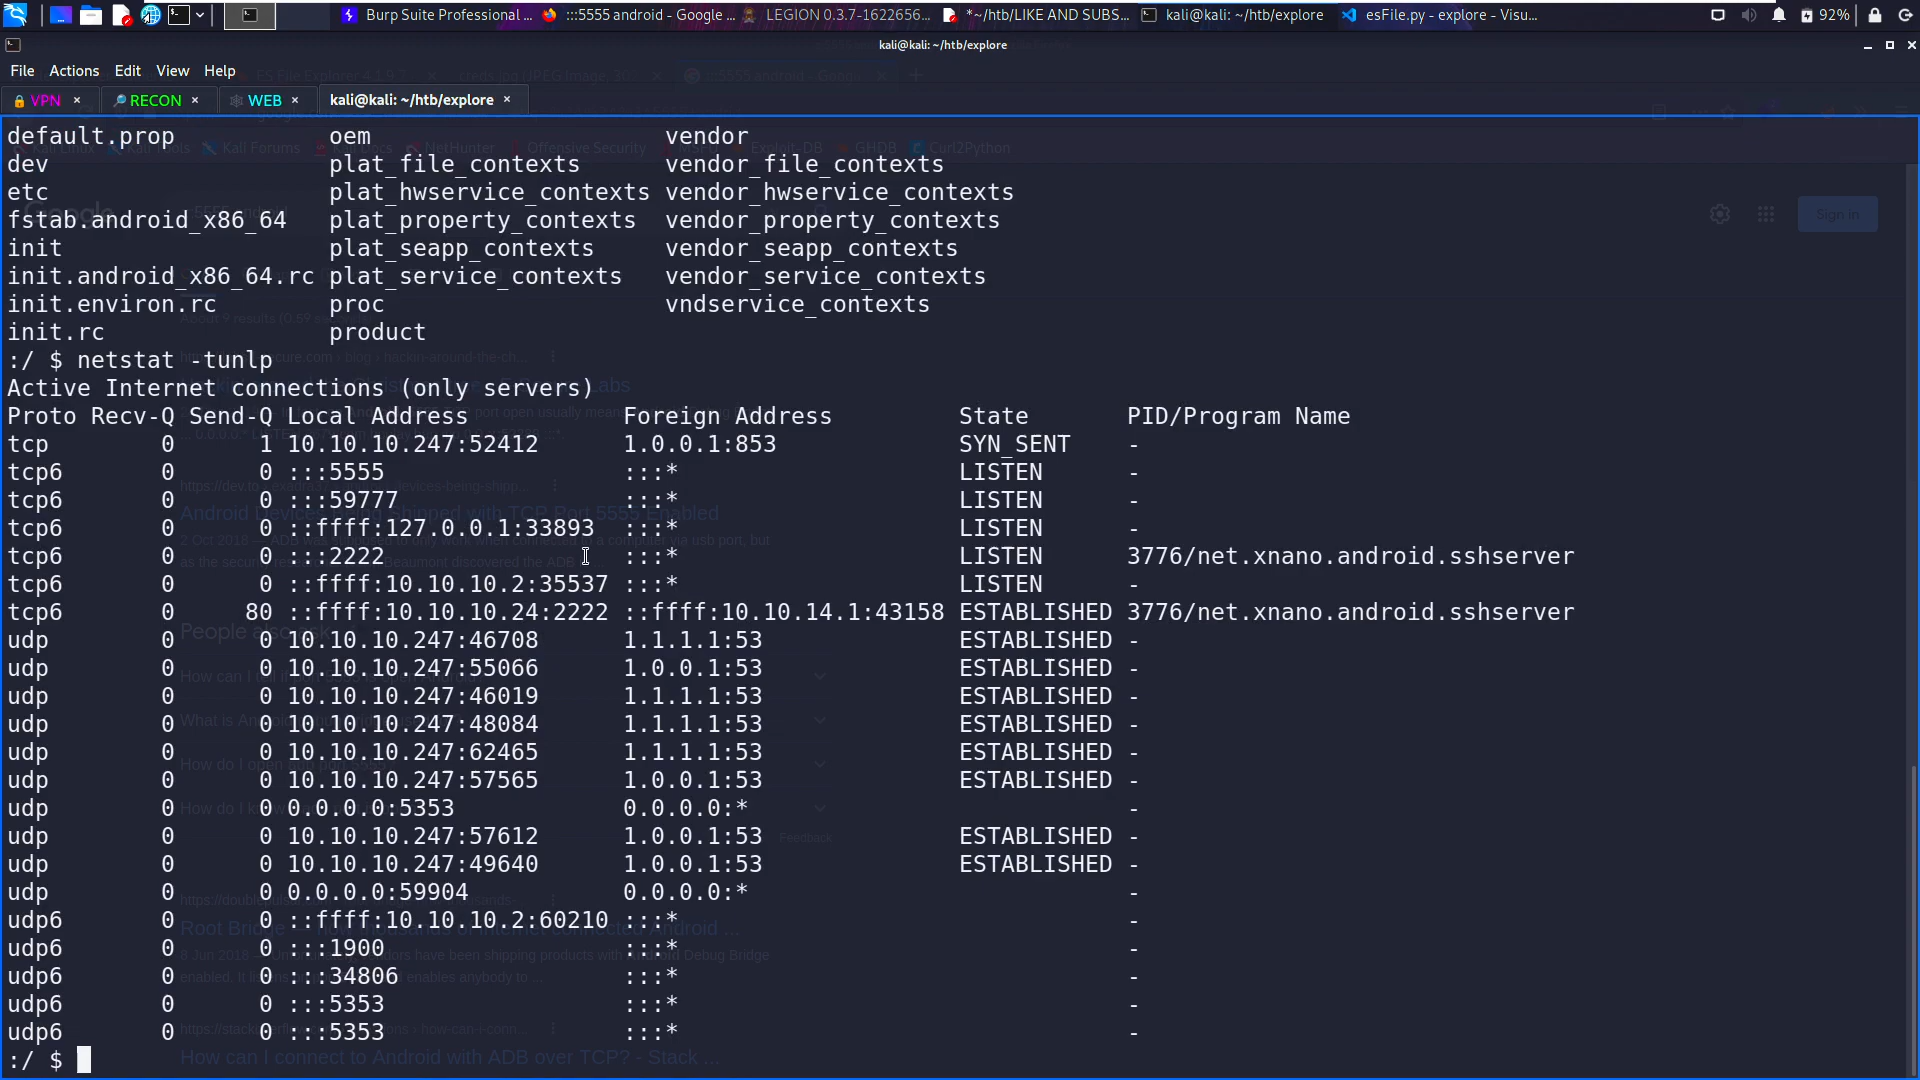 Burp Suite Professional ... :::5555 android - Google ... LEGION 0.3.7-1622656... *~/htb/LIKE AND SUBS... kali@kali: ~/htb/explore esFile.py - explore - Visu... 92%
kali@kali: ~/htb/explore
File Actions Edit View Help
VPN × RECON × WEB × kali@kali: ~/htb/explore ×
default.prop oem vendor
dev plat_file_contexts vendor_file_contexts
etc plat_hwservice_contexts vendor_hwservice_contexts
fstab.android_x86_64 plat_property_contexts vendor_property_contexts
init plat_seapp_contexts vendor_seapp_contexts
init.android_x86_64.rc plat_service_contexts vendor_service_contexts
init.environ.rc proc vndservice_contexts
init.rc product
:/ $ netstat -tunlp
Active Internet connections (only servers)
Proto Recv-Q Send-Q Local Address Foreign Address State PID/Program Name
tcp 0 1 10.10.10.247:52412 1.0.0.1:853 SYN_SENT -
tcp6 0 0 :::5555 :::* LISTEN -
tcp6 0 0 :::59777 :::* LISTEN -
tcp6 0 0 ::ffff:127.0.0.1:33893 :::* LISTEN -
tcp6 0 0 :::2222 :::* LISTEN 3776/net.xnano.android.sshserver
tcp6 0 0 ::ffff:10.10.10.2:35537 :::* LISTEN -
tcp6 0 80 ::ffff:10.10.10.24:2222 ::ffff:10.10.14.1:43158 ESTABLISHED 3776/net.xnano.android.sshserver
udp 0 0 10.10.10.247:46708 1.1.1.1:53 ESTABLISHED -
udp 0 0 10.10.10.247:55066 1.0.0.1:53 ESTABLISHED -
udp 0 0 10.10.10.247:46019 1.1.1.1:53 ESTABLISHED -
udp 0 0 10.10.10.247:48084 1.1.1.1:53 ESTABLISHED -
udp 0 0 10.10.10.247:62465 1.1.1.1:53 ESTABLISHED -
udp 0 0 10.10.10.247:57565 1.0.0.1:53 ESTABLISHED -
udp 0 0 0.0.0.0:5353 0.0.0.0:* -
udp 0 0 10.10.10.247:57612 1.0.0.1:53 ESTABLISHED -
udp 0 0 10.10.10.247:49640 1.0.0.1:53 ESTABLISHED -
udp 0 0 0.0.0.0:59904 0.0.0.0:* -
udp6 0 0 ::ffff:10.10.10.2:60210 :::* -
udp6 0 0 :::1900 :::* -
udp6 0 0 :::34806 :::* -
udp6 0 0 :::5353 :::* -
udp6 0 0 :::5353 :::* -
:/ $